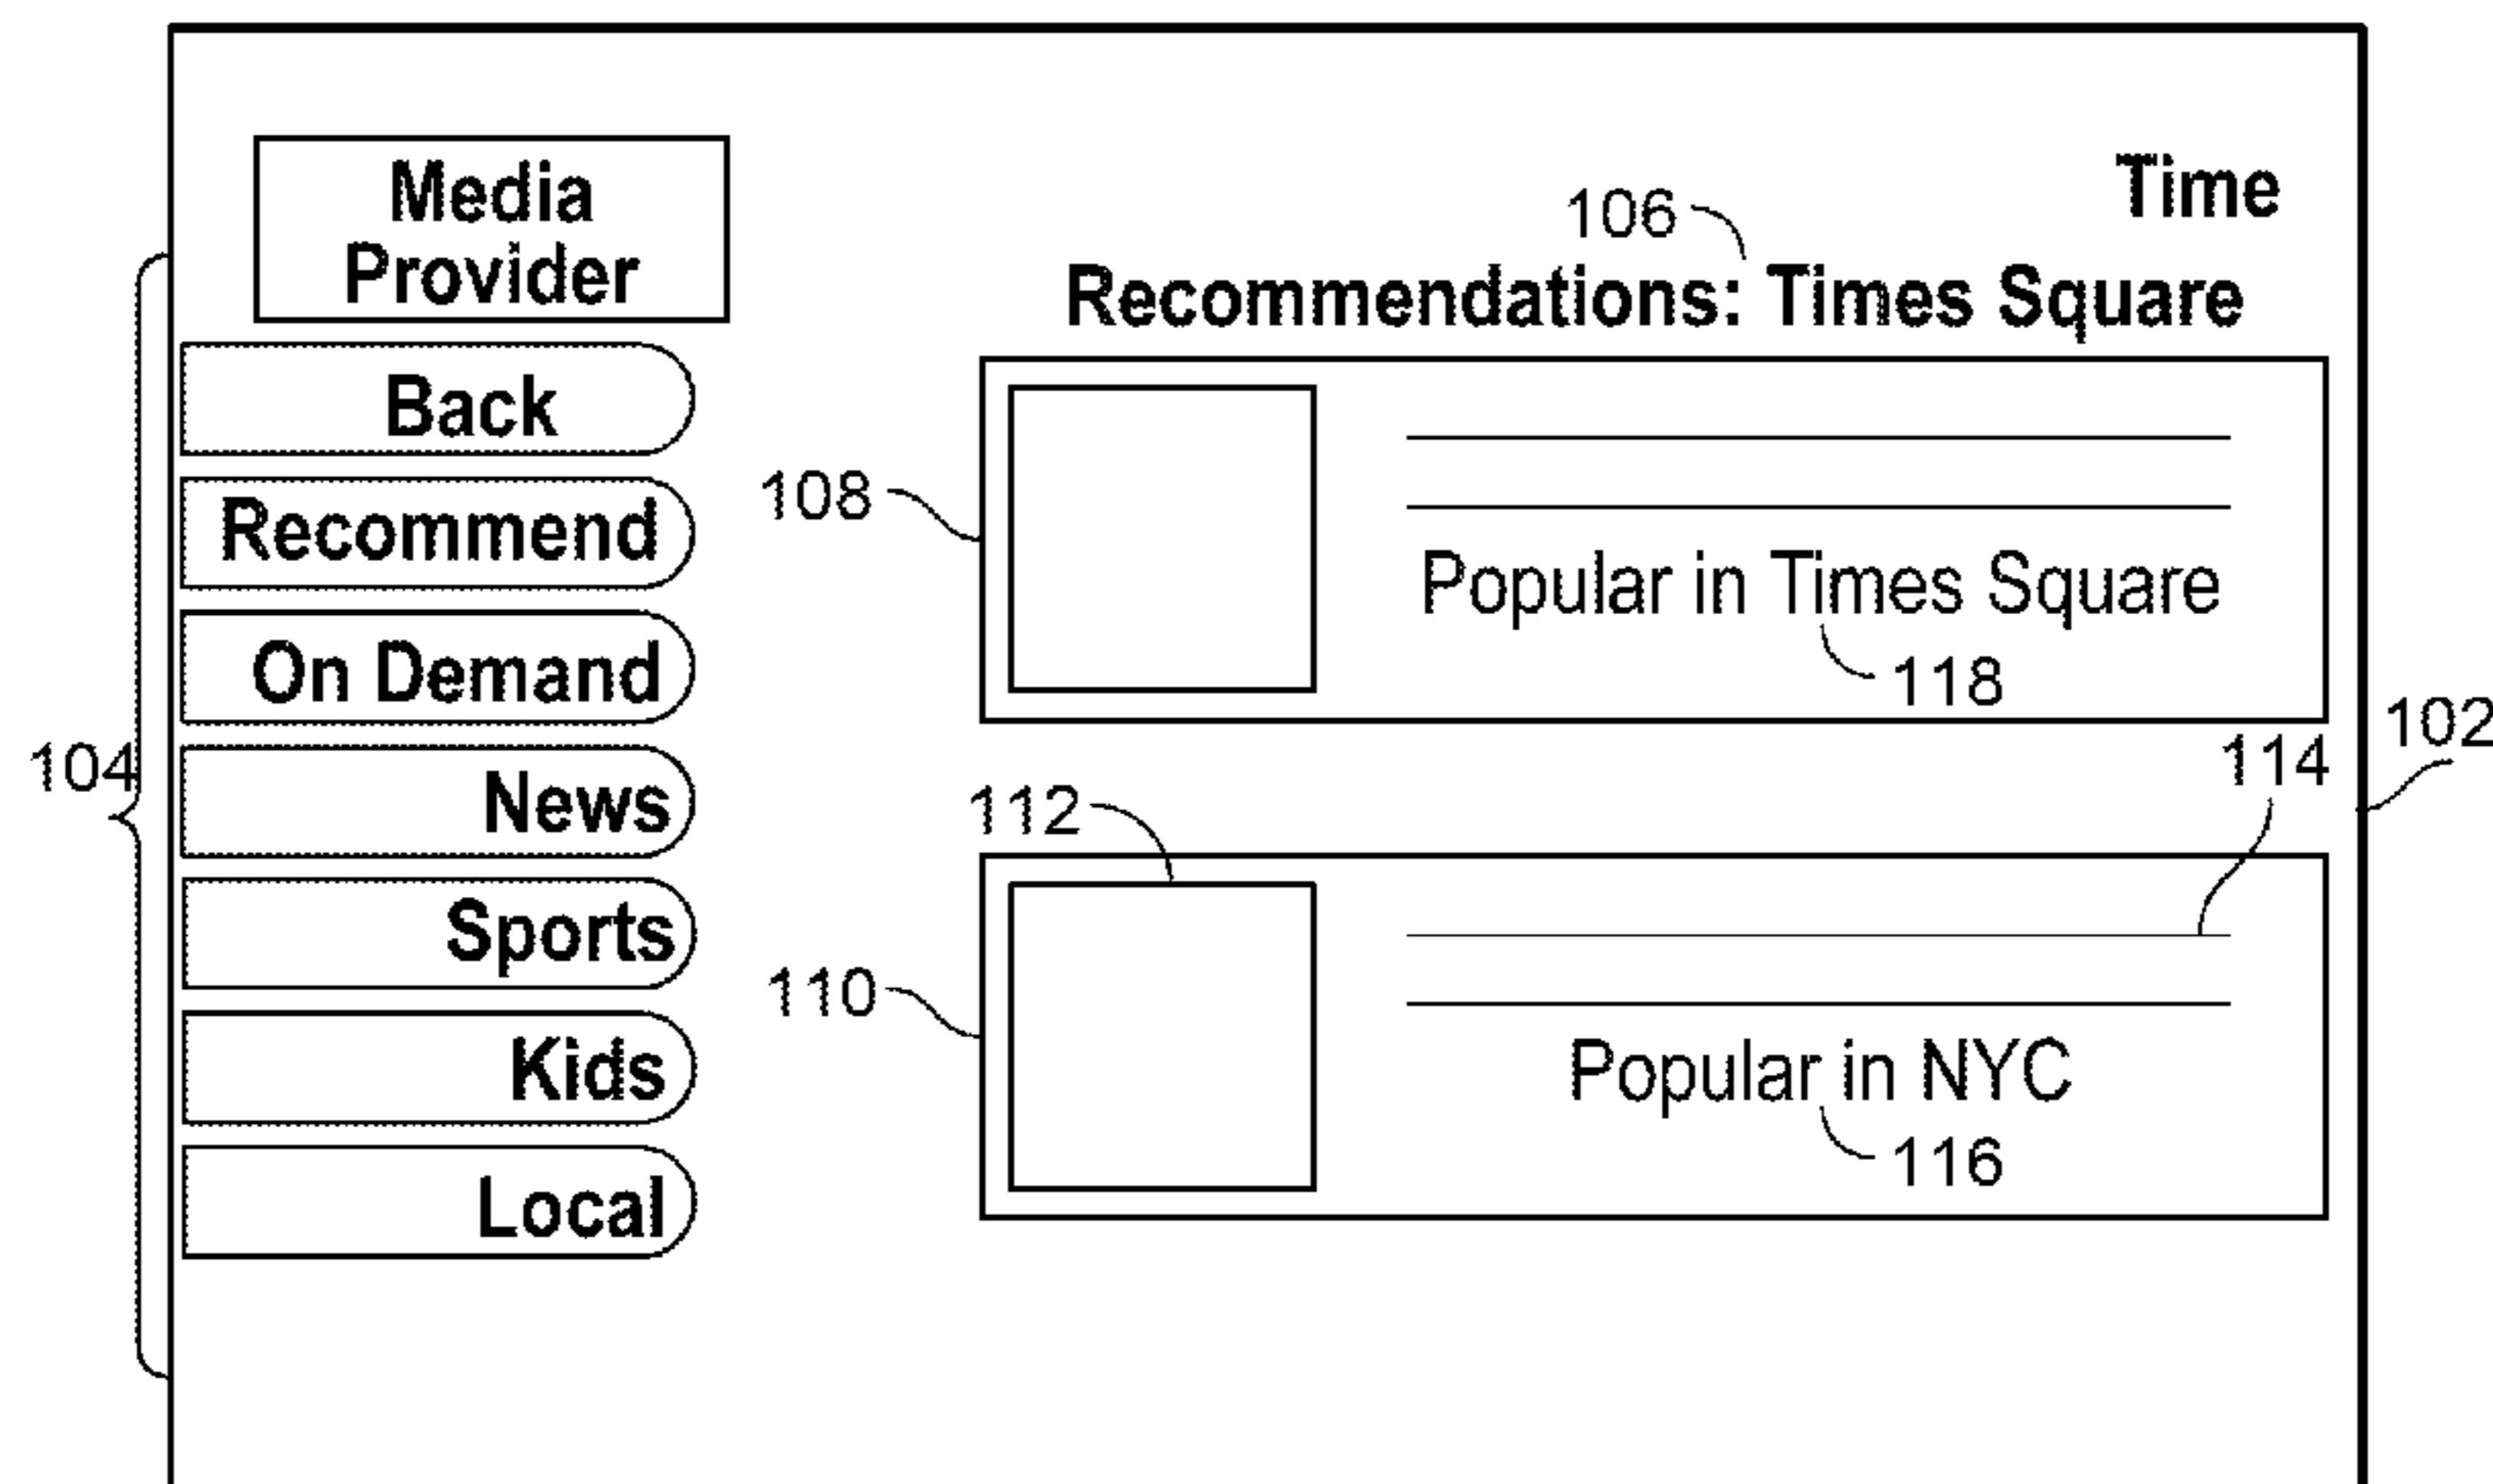 Media
Provider
Time
106
Recommendations: Times Square
Back
Recommend
On Demand
News
Sports
Kids
Local
104
108
Popular in Times Square
118
102
114
112
110
Popular in NYC
116